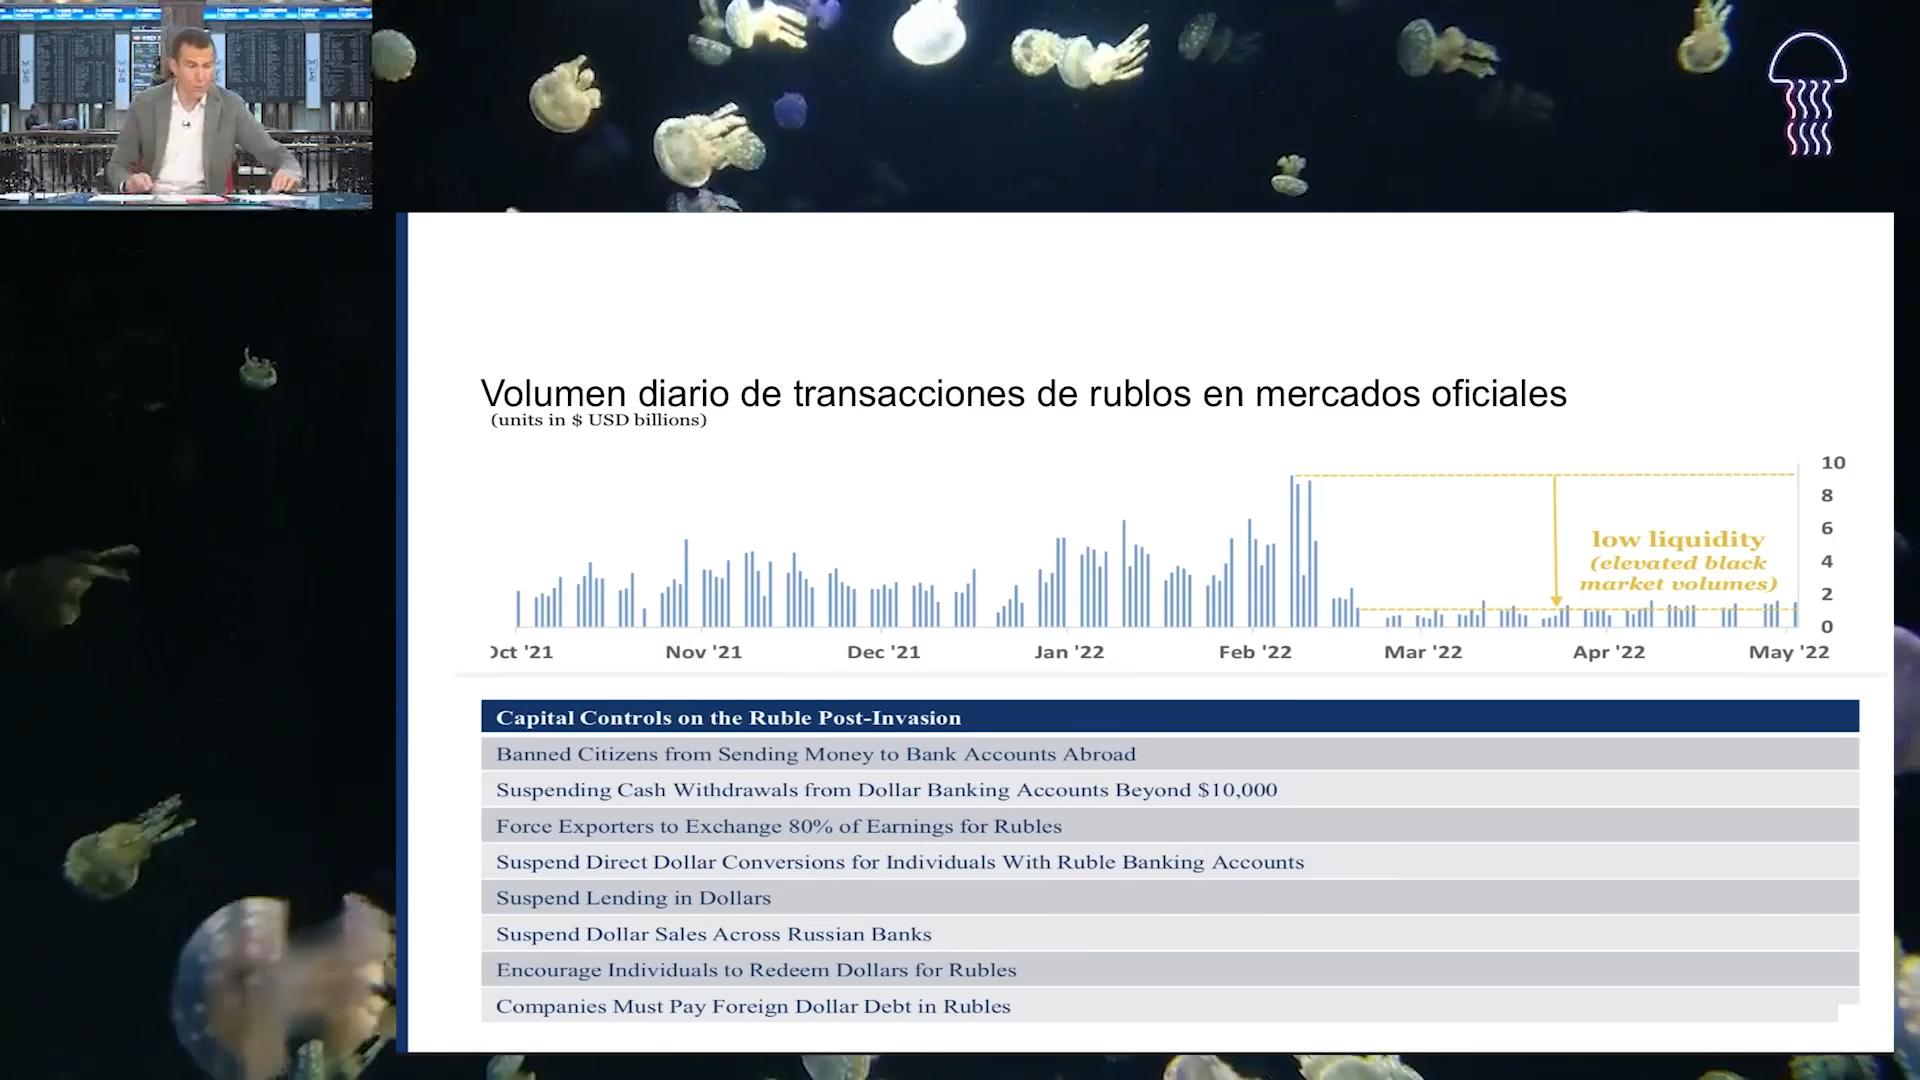 Volumen diario de transacciones de rublos en mercados oficiales
(units in $ USD billions)
10
8
6
4
2
0
low liquidity
(elevated black
market volumes)
Oct '21 Nov '21 Dec '21 Jan '22 Feb '22 Mar '22 Apr '22 May '22
Capital Controls on the Ruble Post-Invasion
Banned Citizens from Sending Money to Bank Accounts Abroad
Suspending Cash Withdrawals from Dollar Banking Accounts Beyond $10,000
Force Exporters to Exchange 80% of Earnings for Rubles
Suspend Direct Dollar Conversions for Individuals With Ruble Banking Accounts
Suspend Lending in Dollars
Suspend Dollar Sales Across Russian Banks
Encourage Individuals to Redeem Dollars for Rubles
Companies Must Pay Foreign Dollar Debt in Rubles